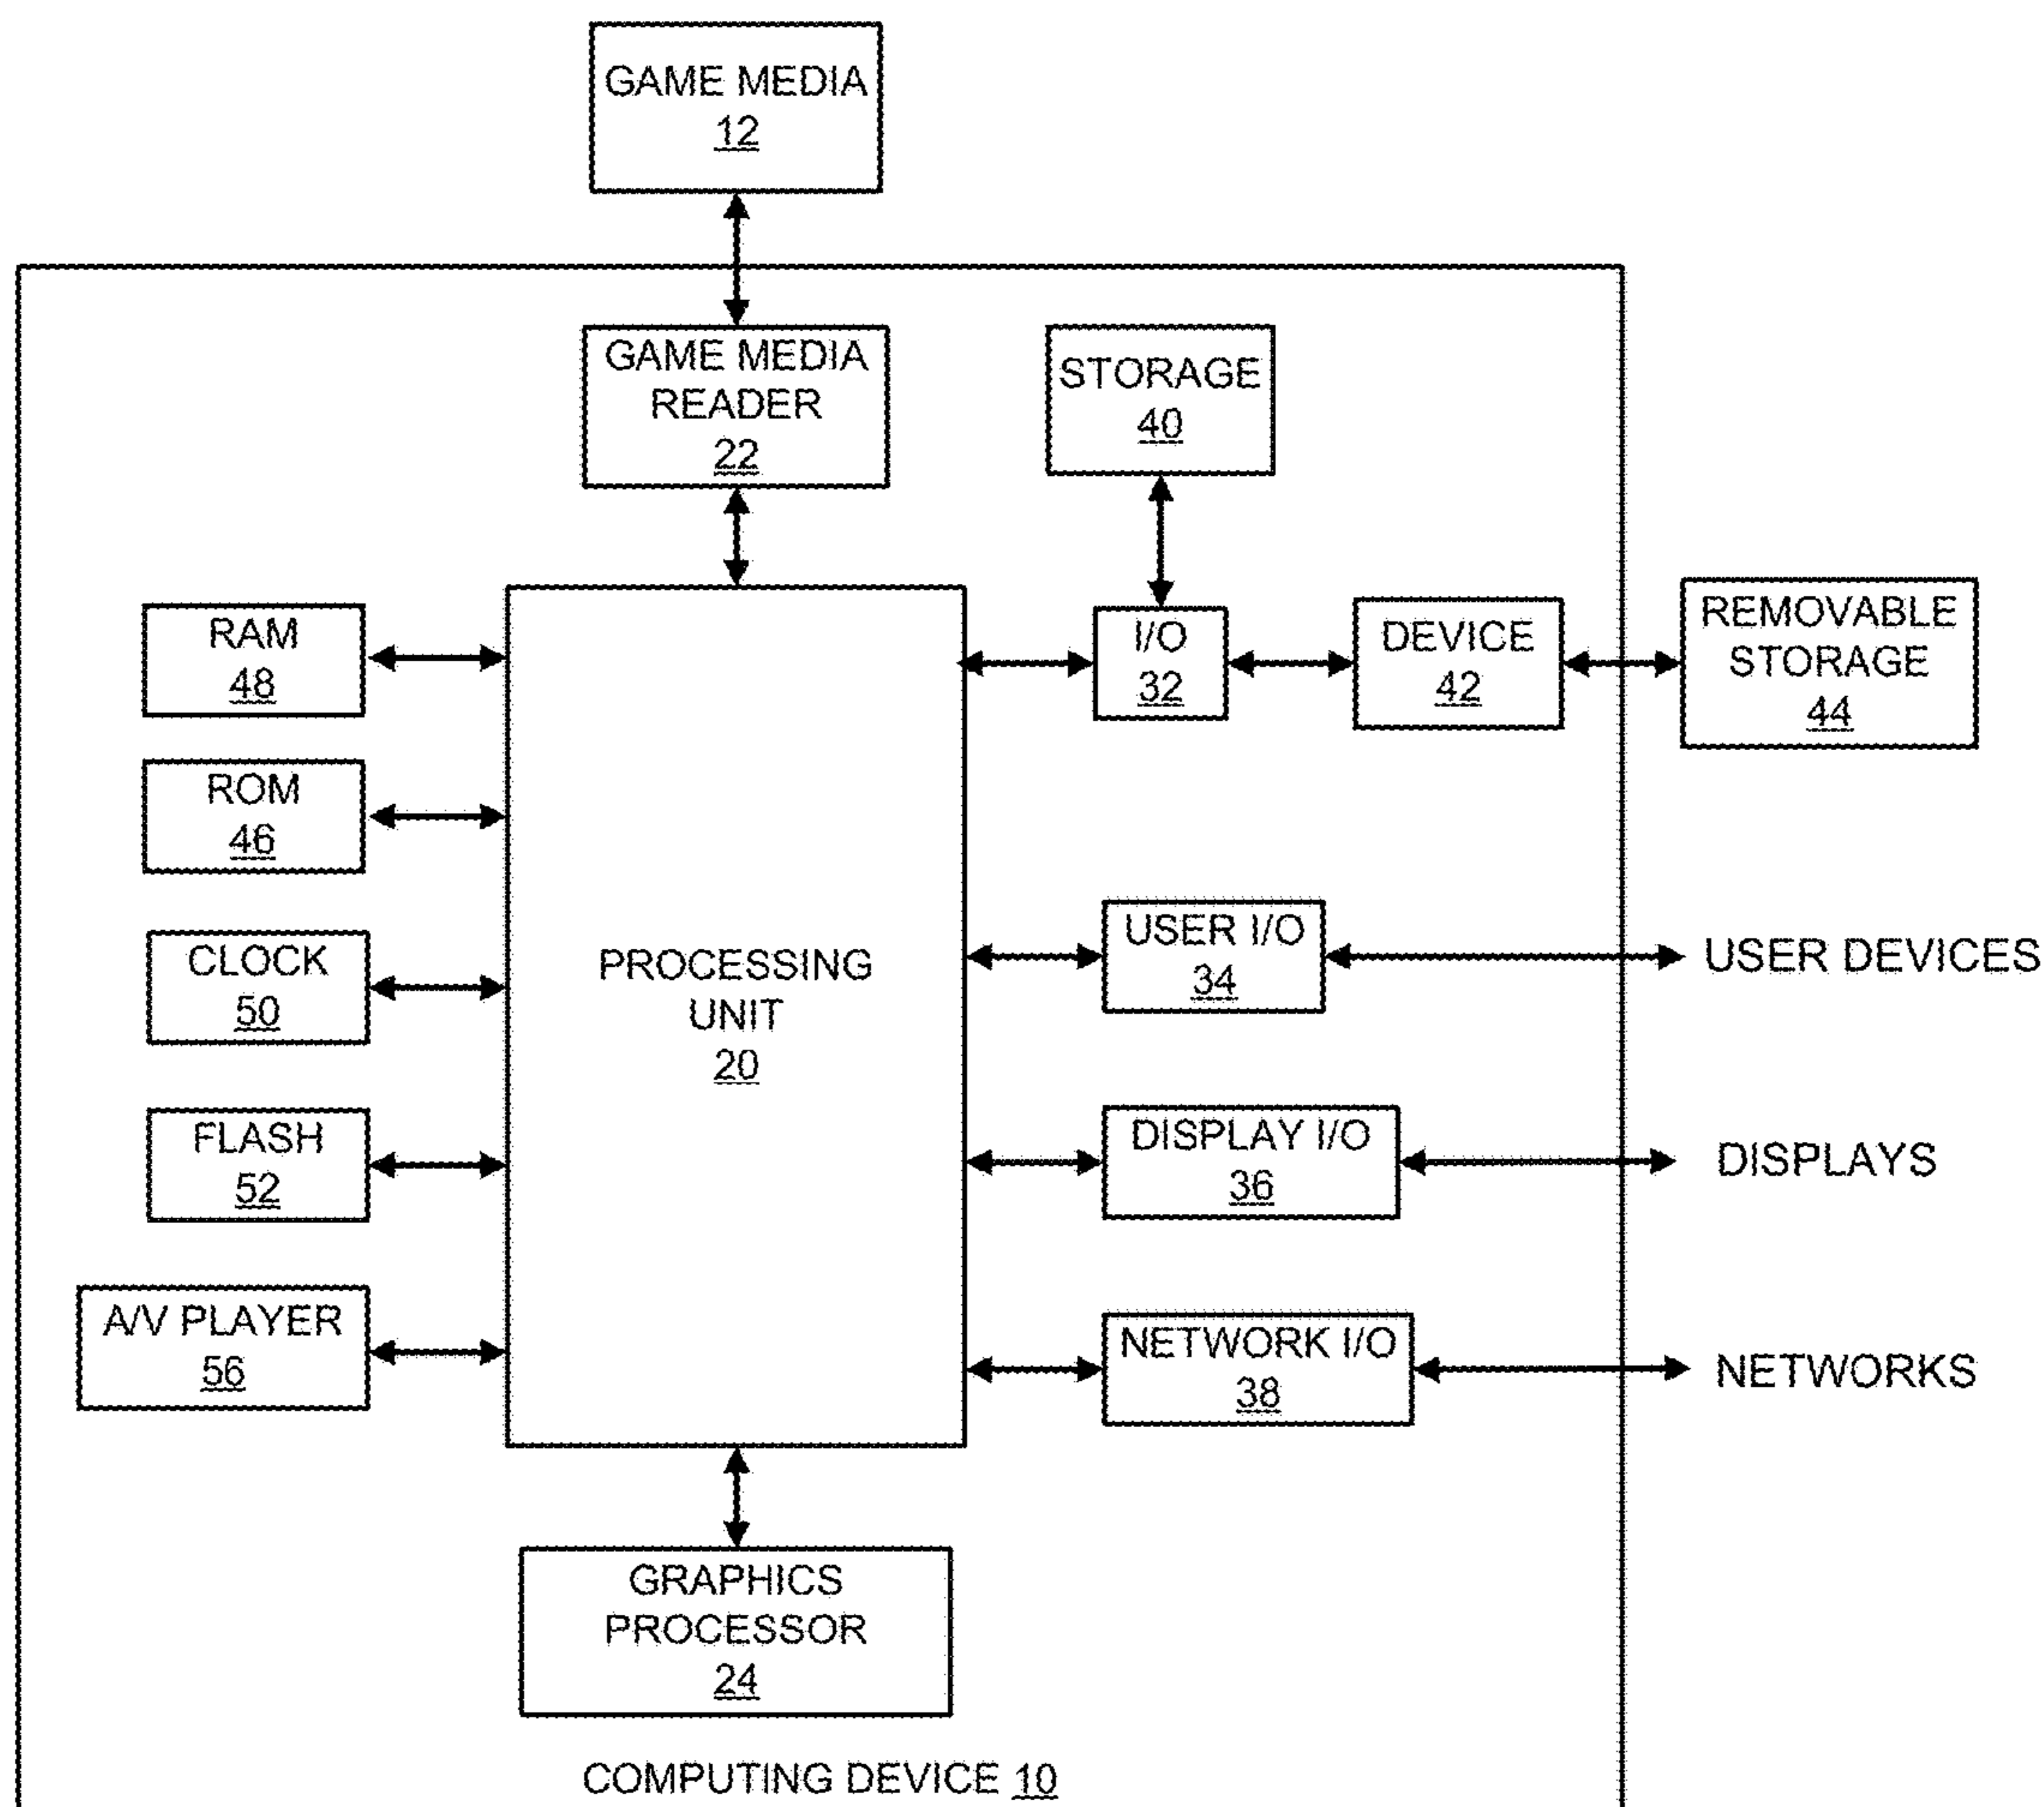 GAME MEDIA
12
GAME MEDIA
READER
22
STORAGE
40
RAM
48
I/O
32
DEVICE
42
REMOVABLE
STORAGE
44
ROM
46
CLOCK
50
PROCESSING
UNIT
20
USER I/O
34
USER DEVICES
FLASH
52
DISPLAY I/O
36
DISPLAYS
A/V PLAYER
56
NETWORK I/O
38
NETWORKS
GRAPHICS
PROCESSOR
24
COMPUTING DEVICE 10